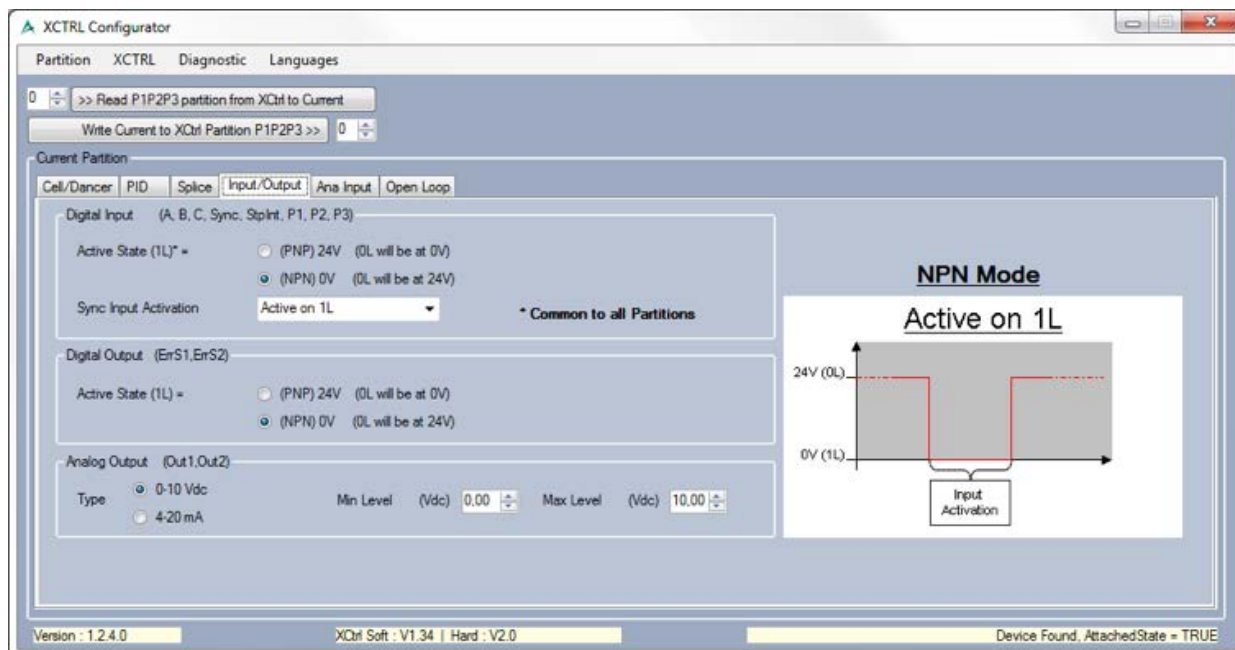 XCTRL Configurator
Partition XCTRL Diagnostic Languages
0 >> Read P1P2P3 partition from XCtrl to Current
Write Current to XCtrl Partition P1P2P3 >> 0
Current Partition
Cell/Dancer PID Splice Input/Output Ana Input Open Loop
Digital Input (A, B, C, Sync, StpInt, P1, P2, P3)
Active State (1L)* = (PNP) 24V (0L will be at 0V)
(NPN) 0V (0L will be at 24V)
Sync Input Activation Active on 1L * Common to all Partitions
Digital Output (ErrS1,ErrS2)
Active State (1L) = (PNP) 24V (0L will be at 0V)
(NPN) 0V (0L will be at 24V)
Analog Output (Out1,Out2)
Type 0-10 Vdc
4-20 mA
Min Level (Vdc) 0,00 Max Level (Vdc) 10,00
NPN Mode
Active on 1L
24V (0L)
0V (1L)
Input
Activation
Version : 1.2.4.0 XCtrl Soft : V1.34 | Hard : V2.0 Device Found, AttachedState = TRUE